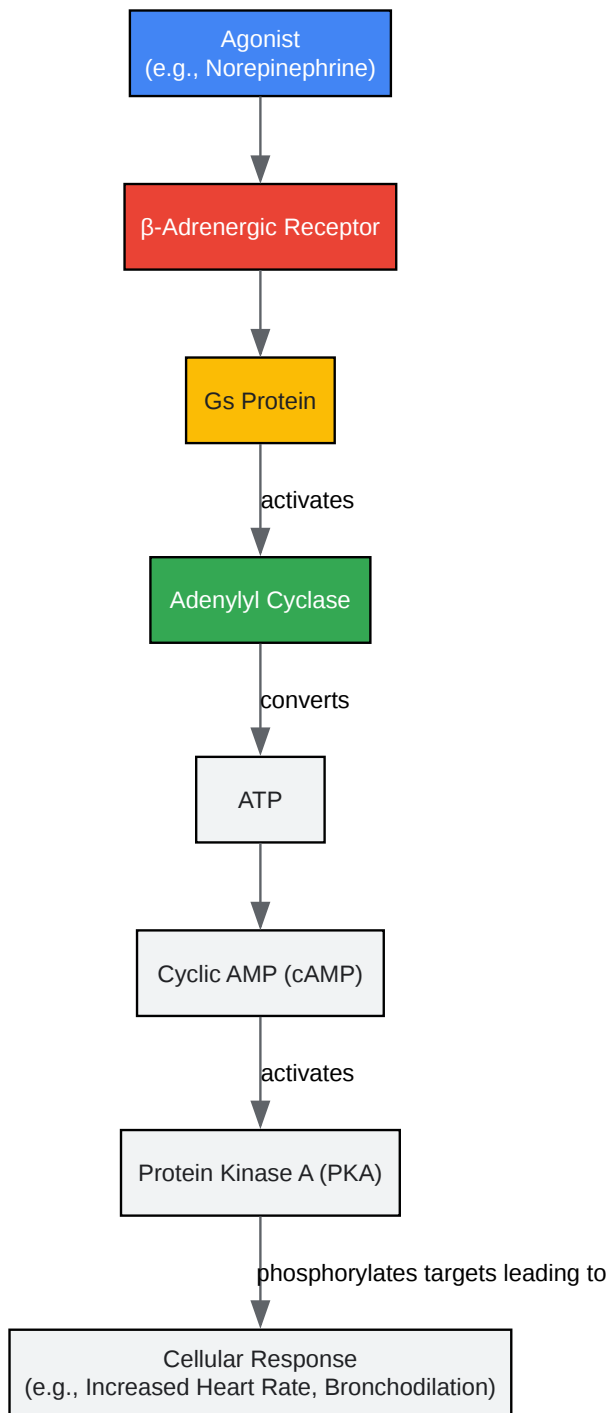 Agonist
(e.g., Norepinephrine)
β-Adrenergic Receptor
Gs Protein
activates
Adenylyl Cyclase
converts
ATP
Cyclic AMP (cAMP)
activates
Protein Kinase A (PKA)
phosphorylates targets leading to
Cellular Response
(e.g., Increased Heart Rate, Bronchodilation)